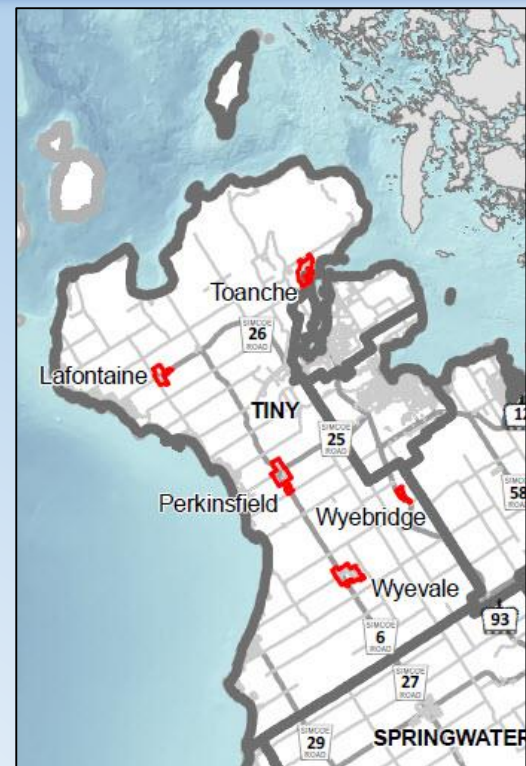 Toanche
SIMCOE
26
ROAD
Lafontaine
TINY
SIMCOE
25
ROAD
58
ROAD
Perkinsfield
Wyebridge
Wyevale
93
SIMCOE
6
ROAD
SIMCOE
27
ROAD
SIMCOE
29
ROAD
SPRINGWATER